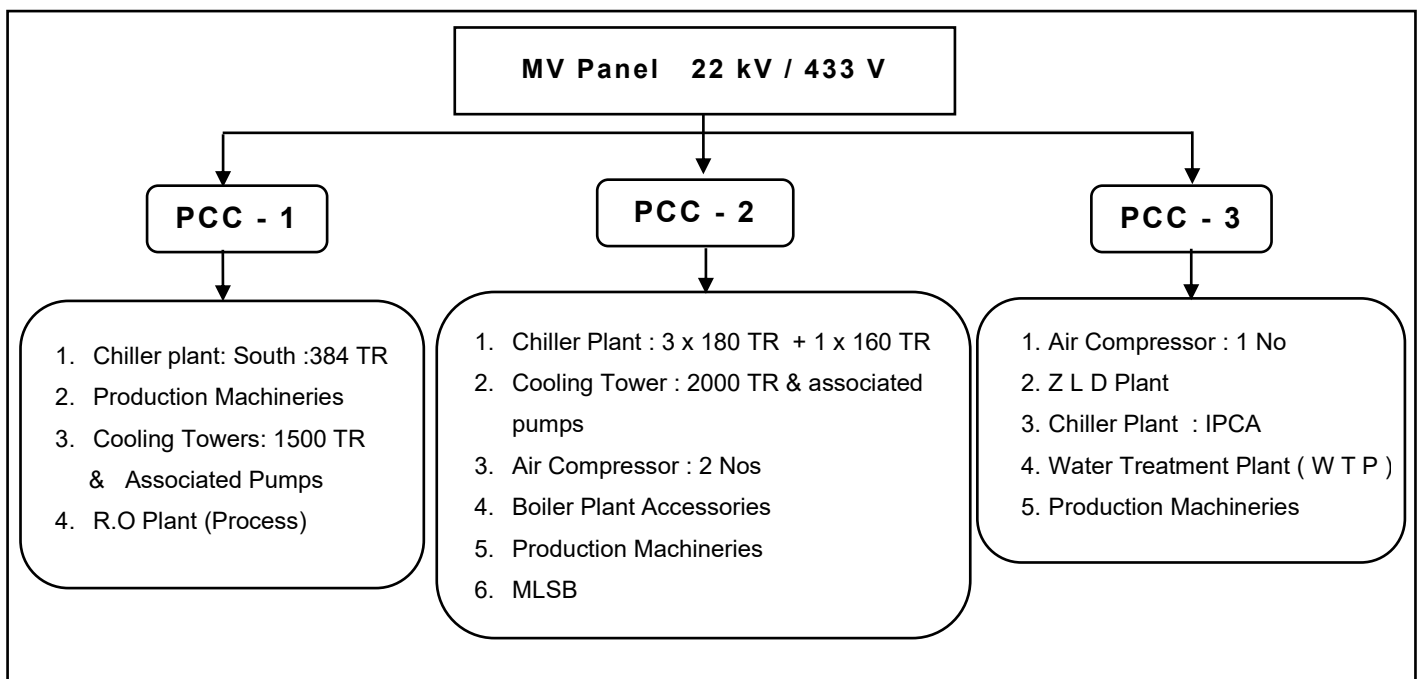 MV Panel 22 kV / 433 V
PCC - 1
PCC - 2
PCC - 3
1. Chiller plant: South :384 TR
2. Production Machineries
3. Cooling Towers: 1500 TR
& Associated Pumps
4. R.O Plant (Process)
1. Chiller Plant : 3 x 180 TR + 1 x 160 TR
2. Cooling Tower : 2000 TR & associated
pumps
3. Air Compressor : 2 Nos
4. Boiler Plant Accessories
5. Production Machineries
6. MLSB
1. Air Compressor : 1 No
2. Z L D Plant
3. Chiller Plant : IPCA
4. Water Treatment Plant ( W T P )
5. Production Machineries